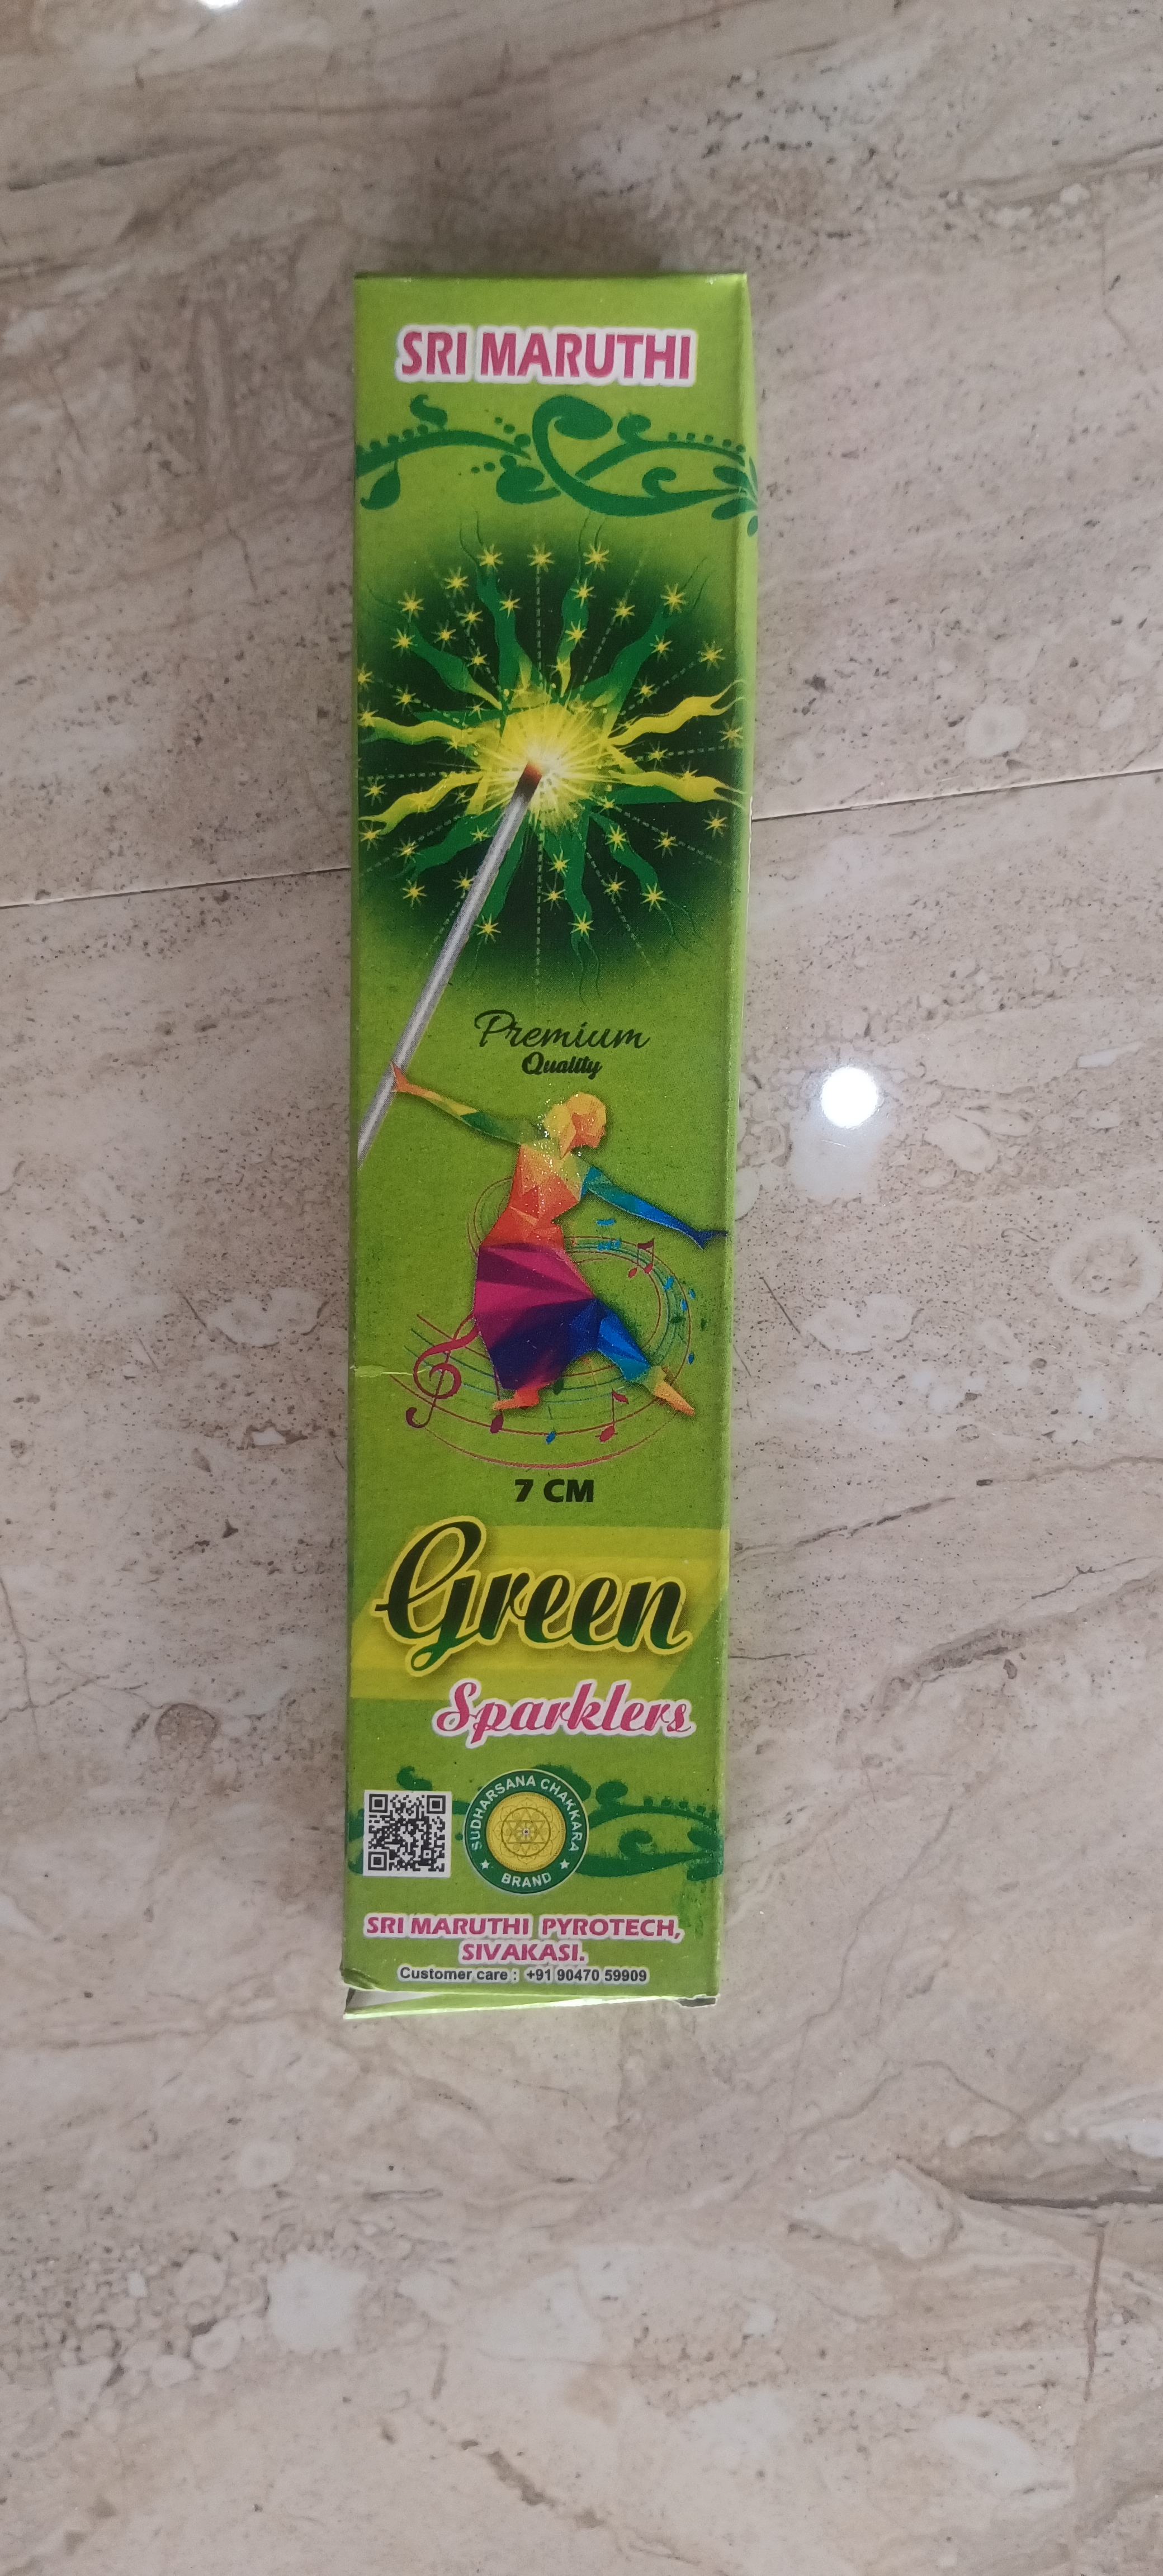 SRI MARUTHI
Premium
Quality
7 CM
Green
Sparklers
SUDHARSANA CHAKKARA
BRAND
SRI MARUTHI PYROTECH,
SIVAKASI.
Customer care : +91 90470 59909